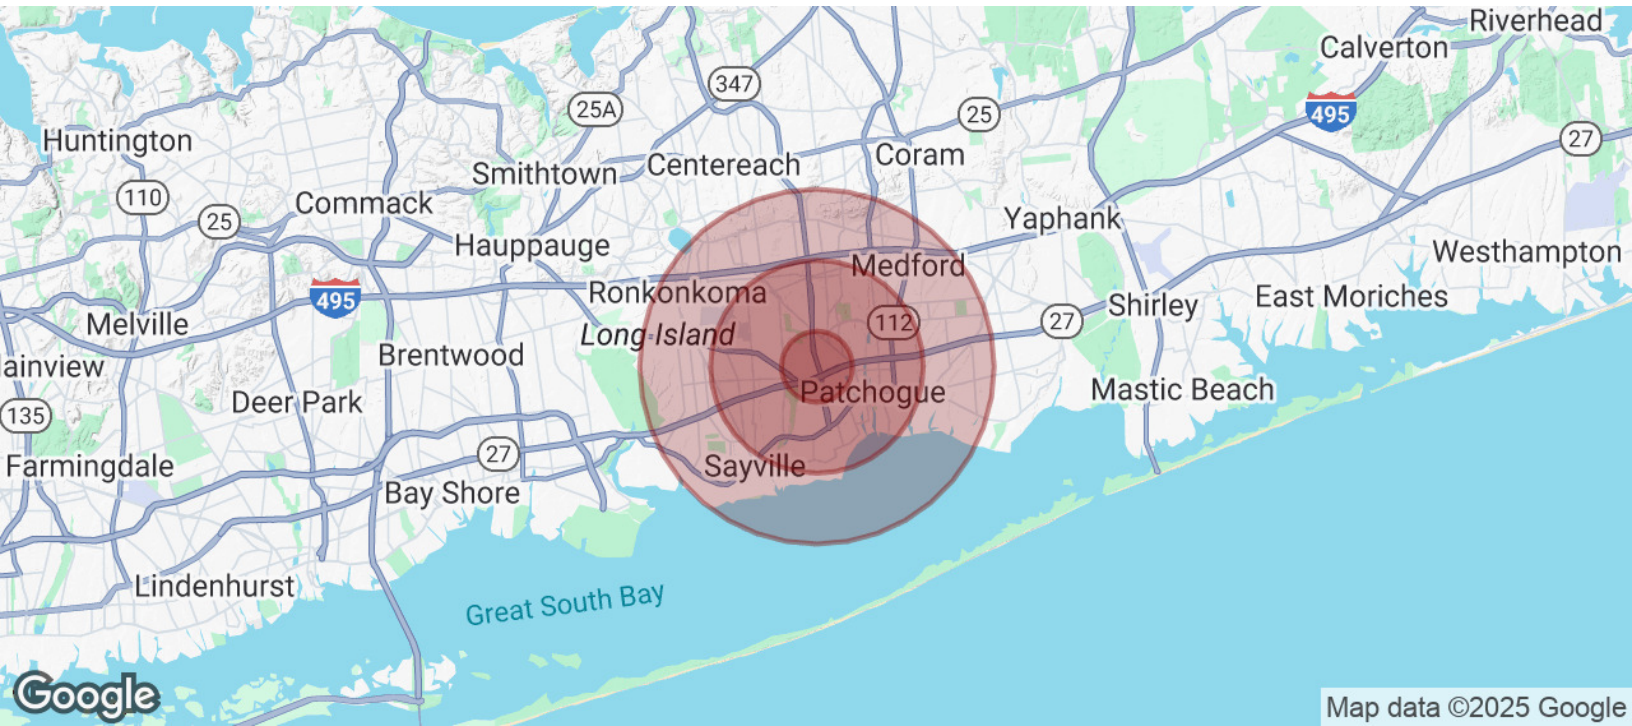 Riverhead
Calverton
347
25A
25
495
27
Huntington
Centereach
Coram
Smithtown
110
Commack
25
Yaphank
Hauppauge
Medford
Westhampton
Ronkonkoma
495
East Moriches
Shirley
Melville
112
27
Long Island
Brentwood
lainview
Patchogue
Mastic Beach
Deer Park
135
27
Farmingdale
Sayville
Bay Shore
Lindenhurst
Great South Bay
Google
Map data ©2025 Google